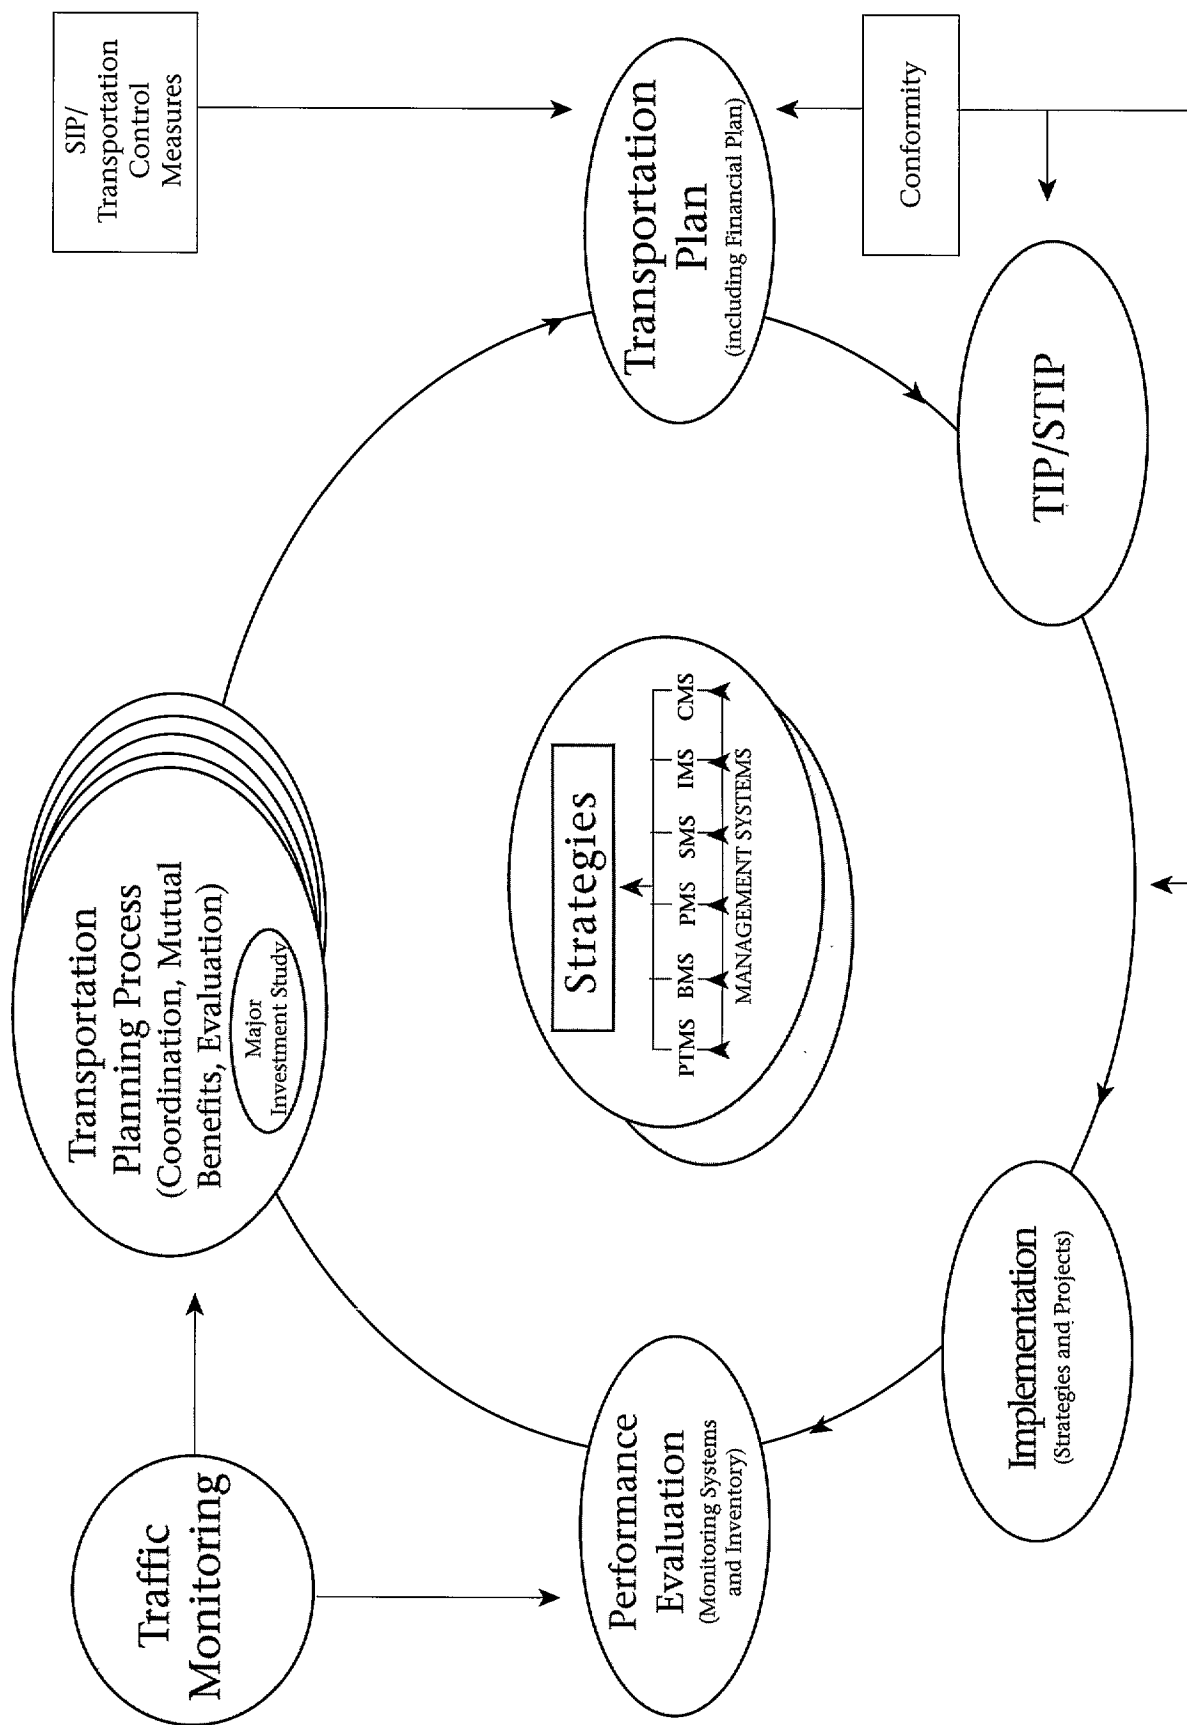 Traffic
Monitoring
Transportation
Planning Process
(Coordination, Mutual
Benefits, Evaluation)
Major
Investment Study
SIP/
Transportation
Control
Measures
Performance
Evaluation
(Monitoring Systems
and Inventory)
Strategies
PTMS BMS PMS SMS IMS CMS
MANAGEMENT SYSTEMS
Transportation
Plan
(including Financial Plan)
Conformity
Implementation
(Strategies and Projects)
TIP/STIP